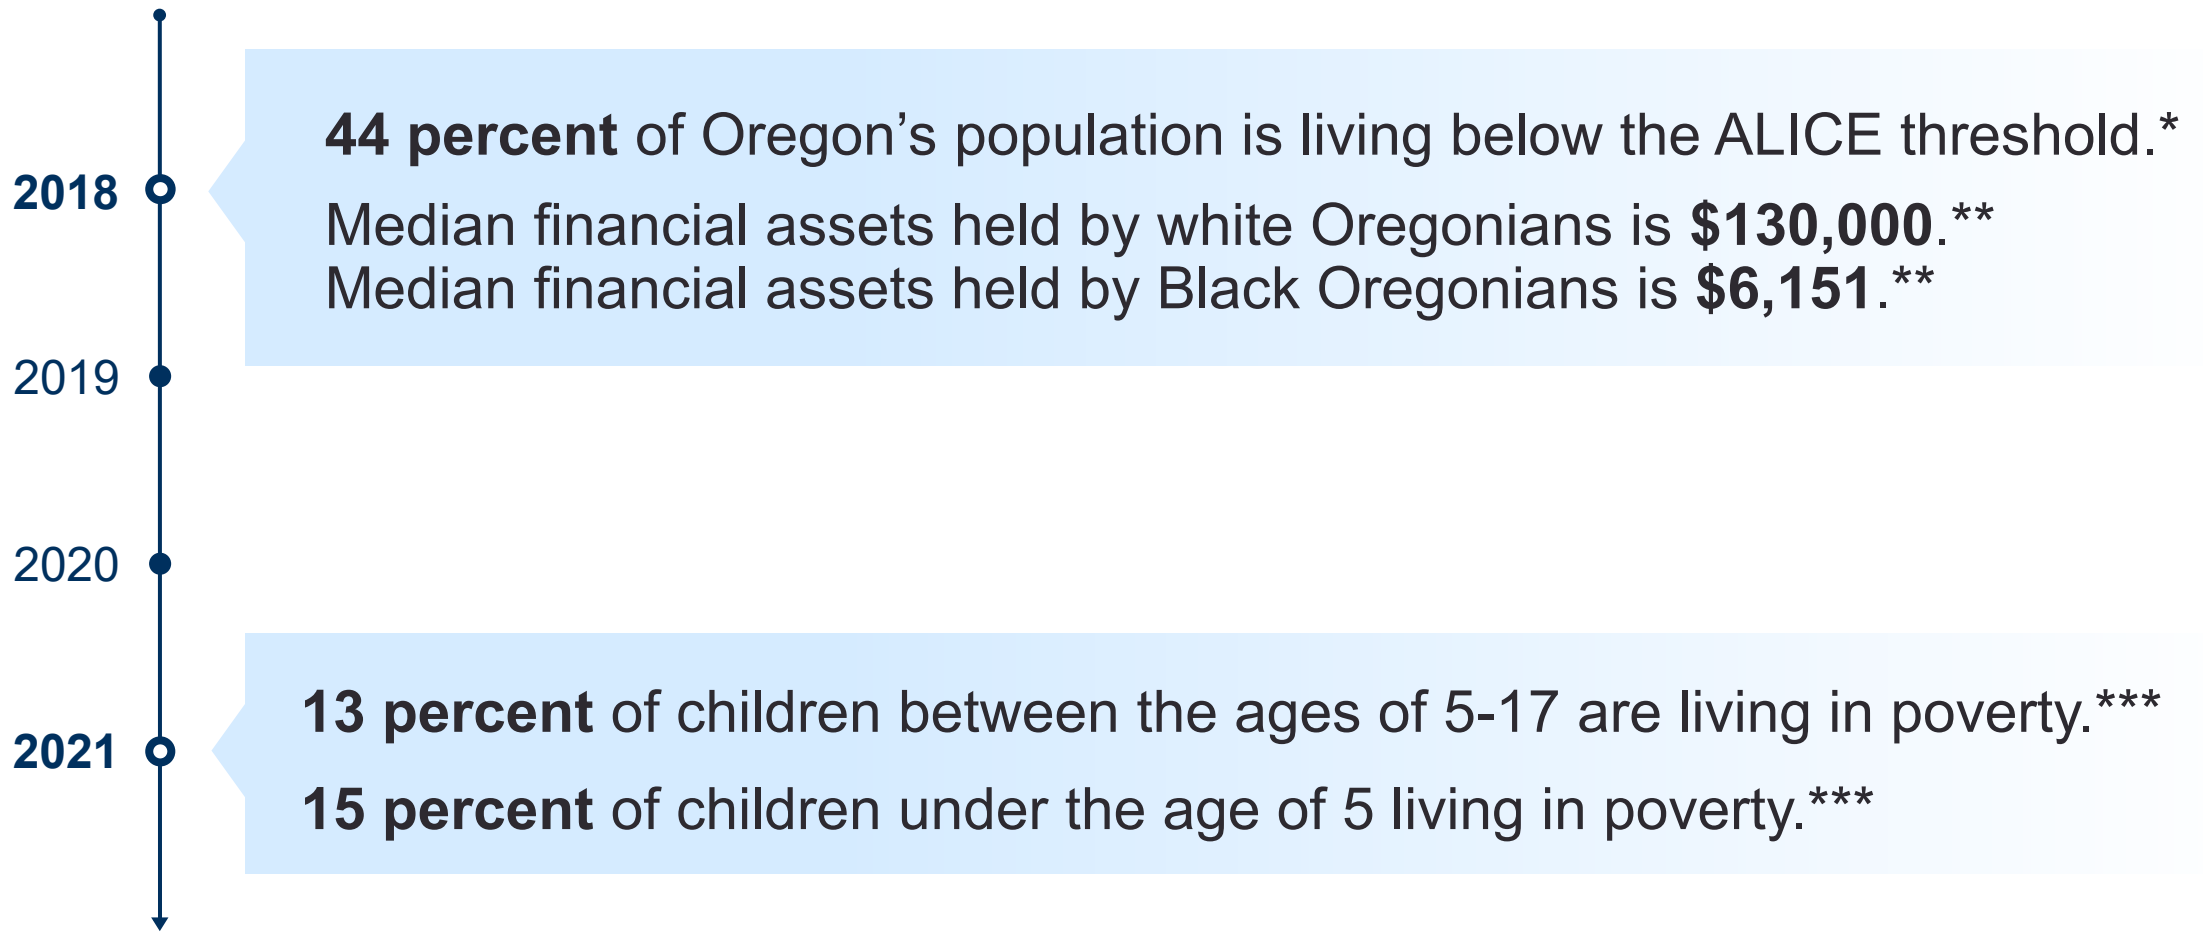 44 percent of Oregon’s population is living below the ALICE threshold.*
2018
Median financial assets held by white Oregonians is $130,000.**
Median financial assets held by Black Oregonians is $6,151.**
2019
2020
13 percent of children between the ages of 5-17 are living in poverty.***
2021
15 percent of children under the age of 5 living in poverty.***